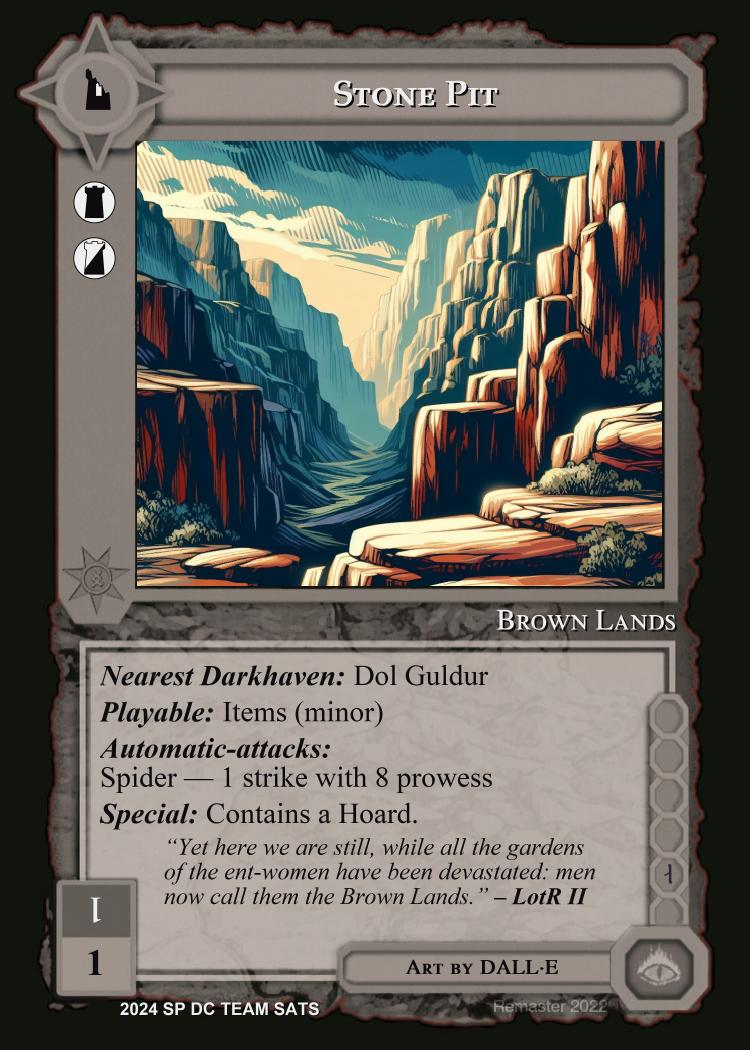 Stone Pit
Brown Lands
Nearest Darkhaven: Dol Guldur
Playable: Items (minor)
Automatic-attacks:
Spider — 1 strike with 8 prowess
Special: Contains a Hoard.
“Yet here we are still, while all the gardens
of the ent-women have been devastated: men
now call them the Brown Lands.” – LotR II
1
Art by DALL·E
2024 SP DC TEAM SATS
Remaster 2022